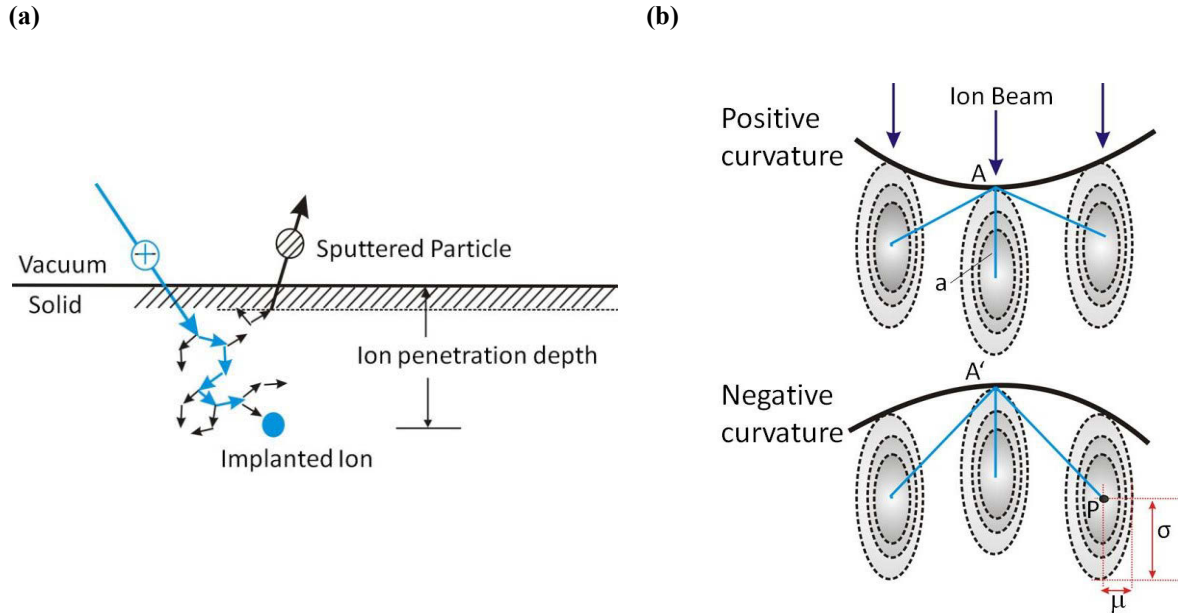 (a)
Vacuum
Solid
+
Sputtered Particle
Ion penetration depth
Implanted Ion
(b)
Ion Beam
Positive
curvature
A
a
A‘
Negative
curvature
P
σ
μ